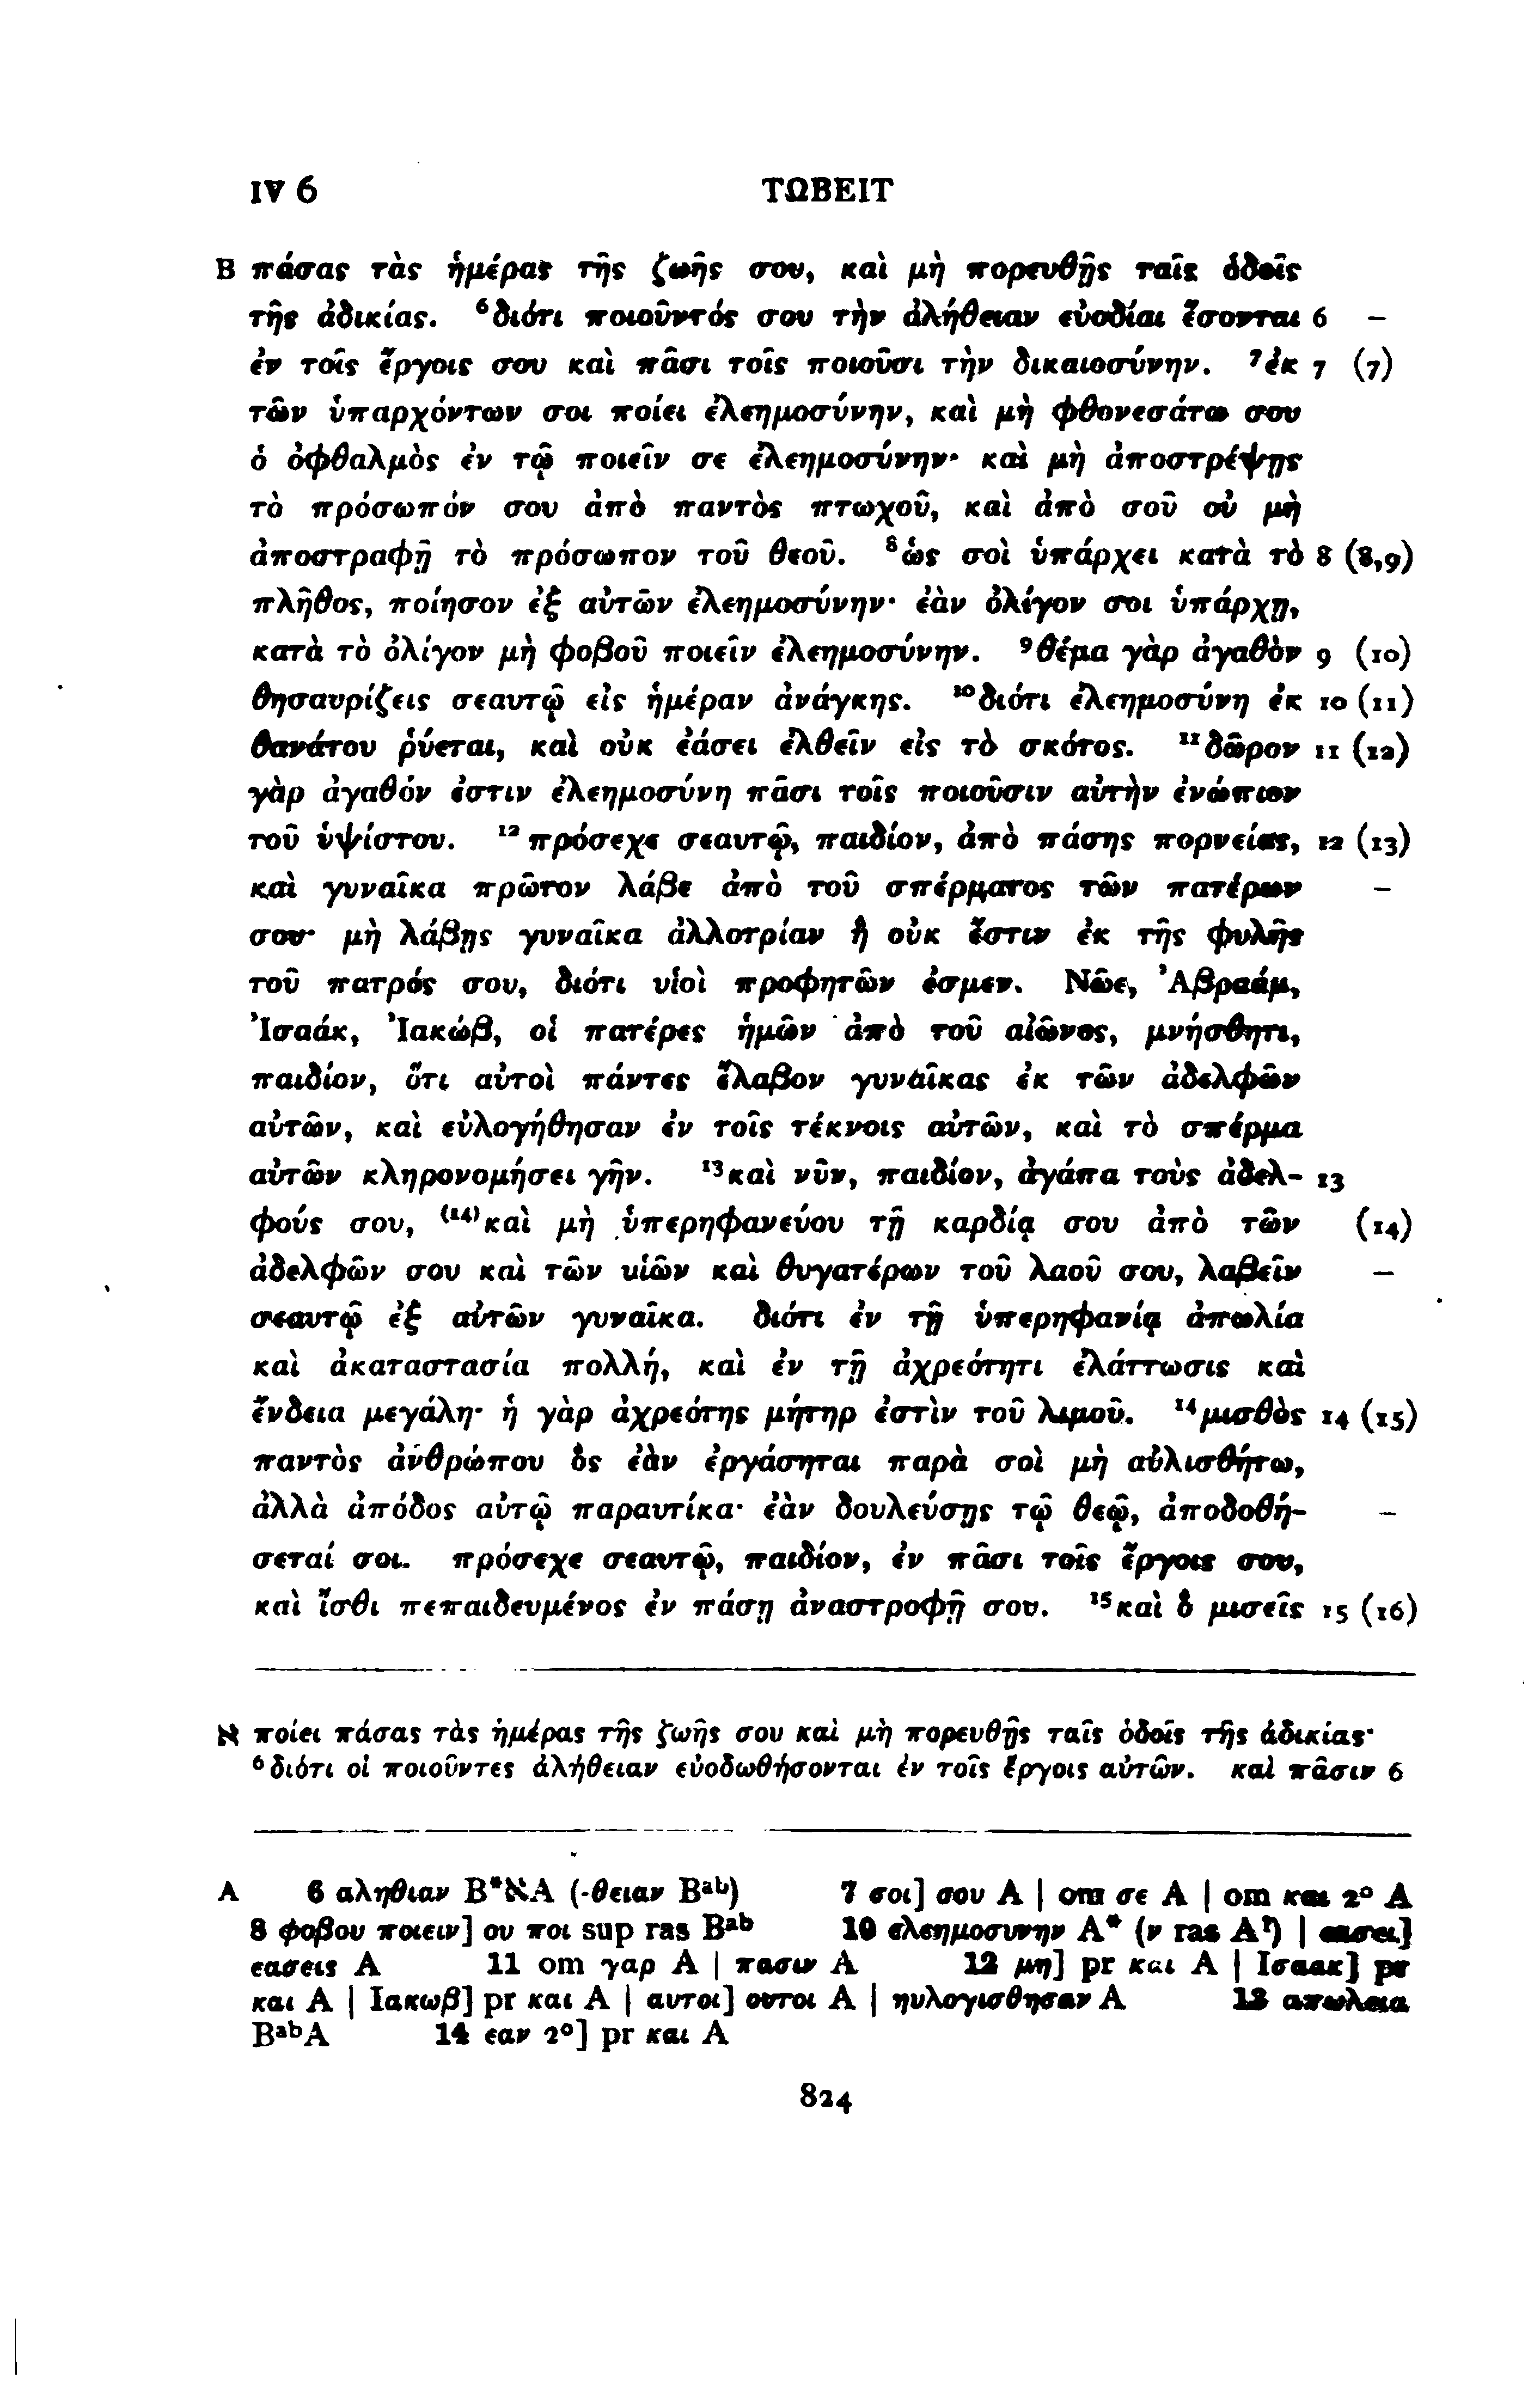 IV 6 ΤΩΒΕΙΤ
B πάσας τὰς ἡμέρας τῆς ζωῆς σου, καὶ μὴ πορευθῇς ταῖς ὁδοῖς
τῆς ἀδικίας. ⁶διότι ποιοῦντός σου τὴν ἀλήθειαν εὐοδίαι ἔσονται 6 –
ἐν τοῖς ἔργοις σου καὶ πᾶσι τοῖς ποιοῦσι τὴν δικαιοσύνην. ⁷ἐκ 7 (7)
τῶν ὑπαρχόντων σοι ποίει ἐλεημοσύνην, καὶ μὴ φθονεσάτω σου
ὁ ὀφθαλμὸς ἐν τῷ ποιεῖν σε ἐλεημοσύνην· καὶ μὴ ἀποστρέψῃς
τὸ πρόσωπόν σου ἀπὸ παντὸς πτωχοῦ, καὶ ἀπὸ σοῦ οὐ μὴ
ἀποστραφῇ τὸ πρόσωπον τοῦ θεοῦ. ⁸ὡς σοὶ ὑπάρχει κατὰ τὸ 8 (8,9)
πλῆθος, ποίησον ἐξ αὐτῶν ἐλεημοσύνην· ἐὰν ὀλίγον σοι ὑπάρχῃ,
κατὰ τὸ ὀλίγον μὴ φοβοῦ ποιεῖν ἐλεημοσύνην. ⁹θέμα γὰρ ἀγαθὸν 9 (10)
θησαυρίζεις σεαυτῷ εἰς ἡμέραν ἀνάγκης. ¹⁰διότι ἐλεημοσύνη ἐκ 10 (11)
θανάτου ῥύεται, καὶ οὐκ ἐάσει ἐλθεῖν εἰς τὸ σκότος. ¹¹δῶρον 11 (12)
γὰρ ἀγαθόν ἐστιν ἐλεημοσύνη πᾶσι τοῖς ποιοῦσιν αὐτὴν ἐνώπιον
τοῦ ὑψίστου. ¹²πρόσεχε σεαυτῷ, παιδίον, ἀπὸ πάσης πορνείας, 12 (13)
καὶ γυναῖκα πρῶτον λάβε ἀπὸ τοῦ σπέρματος τῶν πατέρων –
σου· μὴ λάβῃς γυναῖκα ἀλλοτρίαν ἣ οὐκ ἔστιν ἐκ τῆς φυλῆς
τοῦ πατρός σου, διότι υἱοὶ προφητῶν ἐσμεν. Νῶε, Ἀβραάμ,
Ἰσαάκ, Ἰακώβ, οἱ πατέρες ἡμῶν ἀπὸ τοῦ αἰῶνος, μνήσθητι,
παιδίον, ὅτι αὐτοὶ πάντες ἔλαβον γυναῖκας ἐκ τῶν ἀδελφῶν
αὐτῶν, καὶ εὐλογήθησαν ἐν τοῖς τέκνοις αὐτῶν, καὶ τὸ σπέρμα
αὐτῶν κληρονομήσει γῆν. ¹³καὶ νῦν, παιδίον, ἀγάπα τοὺς ἀδελ- 13
φούς σου, ⁽¹⁴⁾καὶ μὴ ὑπερηφανεύου τῇ καρδίᾳ σου ἀπὸ τῶν (14)
ἀδελφῶν σου καὶ τῶν υἱῶν καὶ θυγατέρων τοῦ λαοῦ σου, λαβεῖν –
σεαυτῷ ἐξ αὐτῶν γυναῖκα. διότι ἐν τῇ ὑπερηφανίᾳ ἀπωλία
καὶ ἀκαταστασία πολλή, καὶ ἐν τῇ ἀχρεότητι ἐλάττωσις καὶ
ἔνδεια μεγάλη· ἡ γὰρ ἀχρεότης μήτηρ ἐστὶν τοῦ λιμοῦ. ¹⁴μισθὸς 14 (15)
παντὸς ἀνθρώπου ὃς ἐὰν ἐργάσηται παρὰ σοὶ μὴ αὐλισθήτω,
ἀλλὰ ἀπόδος αὐτῷ παραυτίκα· ἐὰν δουλεύσῃς τῷ θεῷ, ἀποδοθή- –
σεταί σοι. πρόσεχε σεαυτῷ, παιδίον, ἐν πᾶσι τοῖς ἔργοις σου,
καὶ ἴσθι πεπαιδευμένος ἐν πάσῃ ἀναστροφῇ σου. ¹⁵καὶ ὃ μισεῖς 15 (16)
א ποίει πάσας τὰς ἡμέρας τῆς ζωῆς σου καὶ μὴ πορευθῇς ταῖς ὁδοῖς τῆς ἀδικίας·
⁶διότι οἱ ποιοῦντες ἀλήθειαν εὐοδωθήσονται ἐν τοῖς ἔργοις αὐτῶν. καὶ πᾶσιν 6
A 6 αληθιαν B*אA (-θειαν Bᵃᵇ) 7 σοι] σου A | om σε A | om και 2° A
8 φοβου ποιειν] ου ποι sup ras Bᵃᵇ 10 ελεημοσυνην A* (ν ras A?) | εασει]
εασεις A 11 om γαρ A | πασιν A 12 μη] pr και A | Ισαακ] pr
και A | Ιακωβ] pr και A | αυτοι] ουτοι A | ηυλογισθησαν A 13 απωλεια
BᵃᵇA 14 εαν 2°] pr και A
824